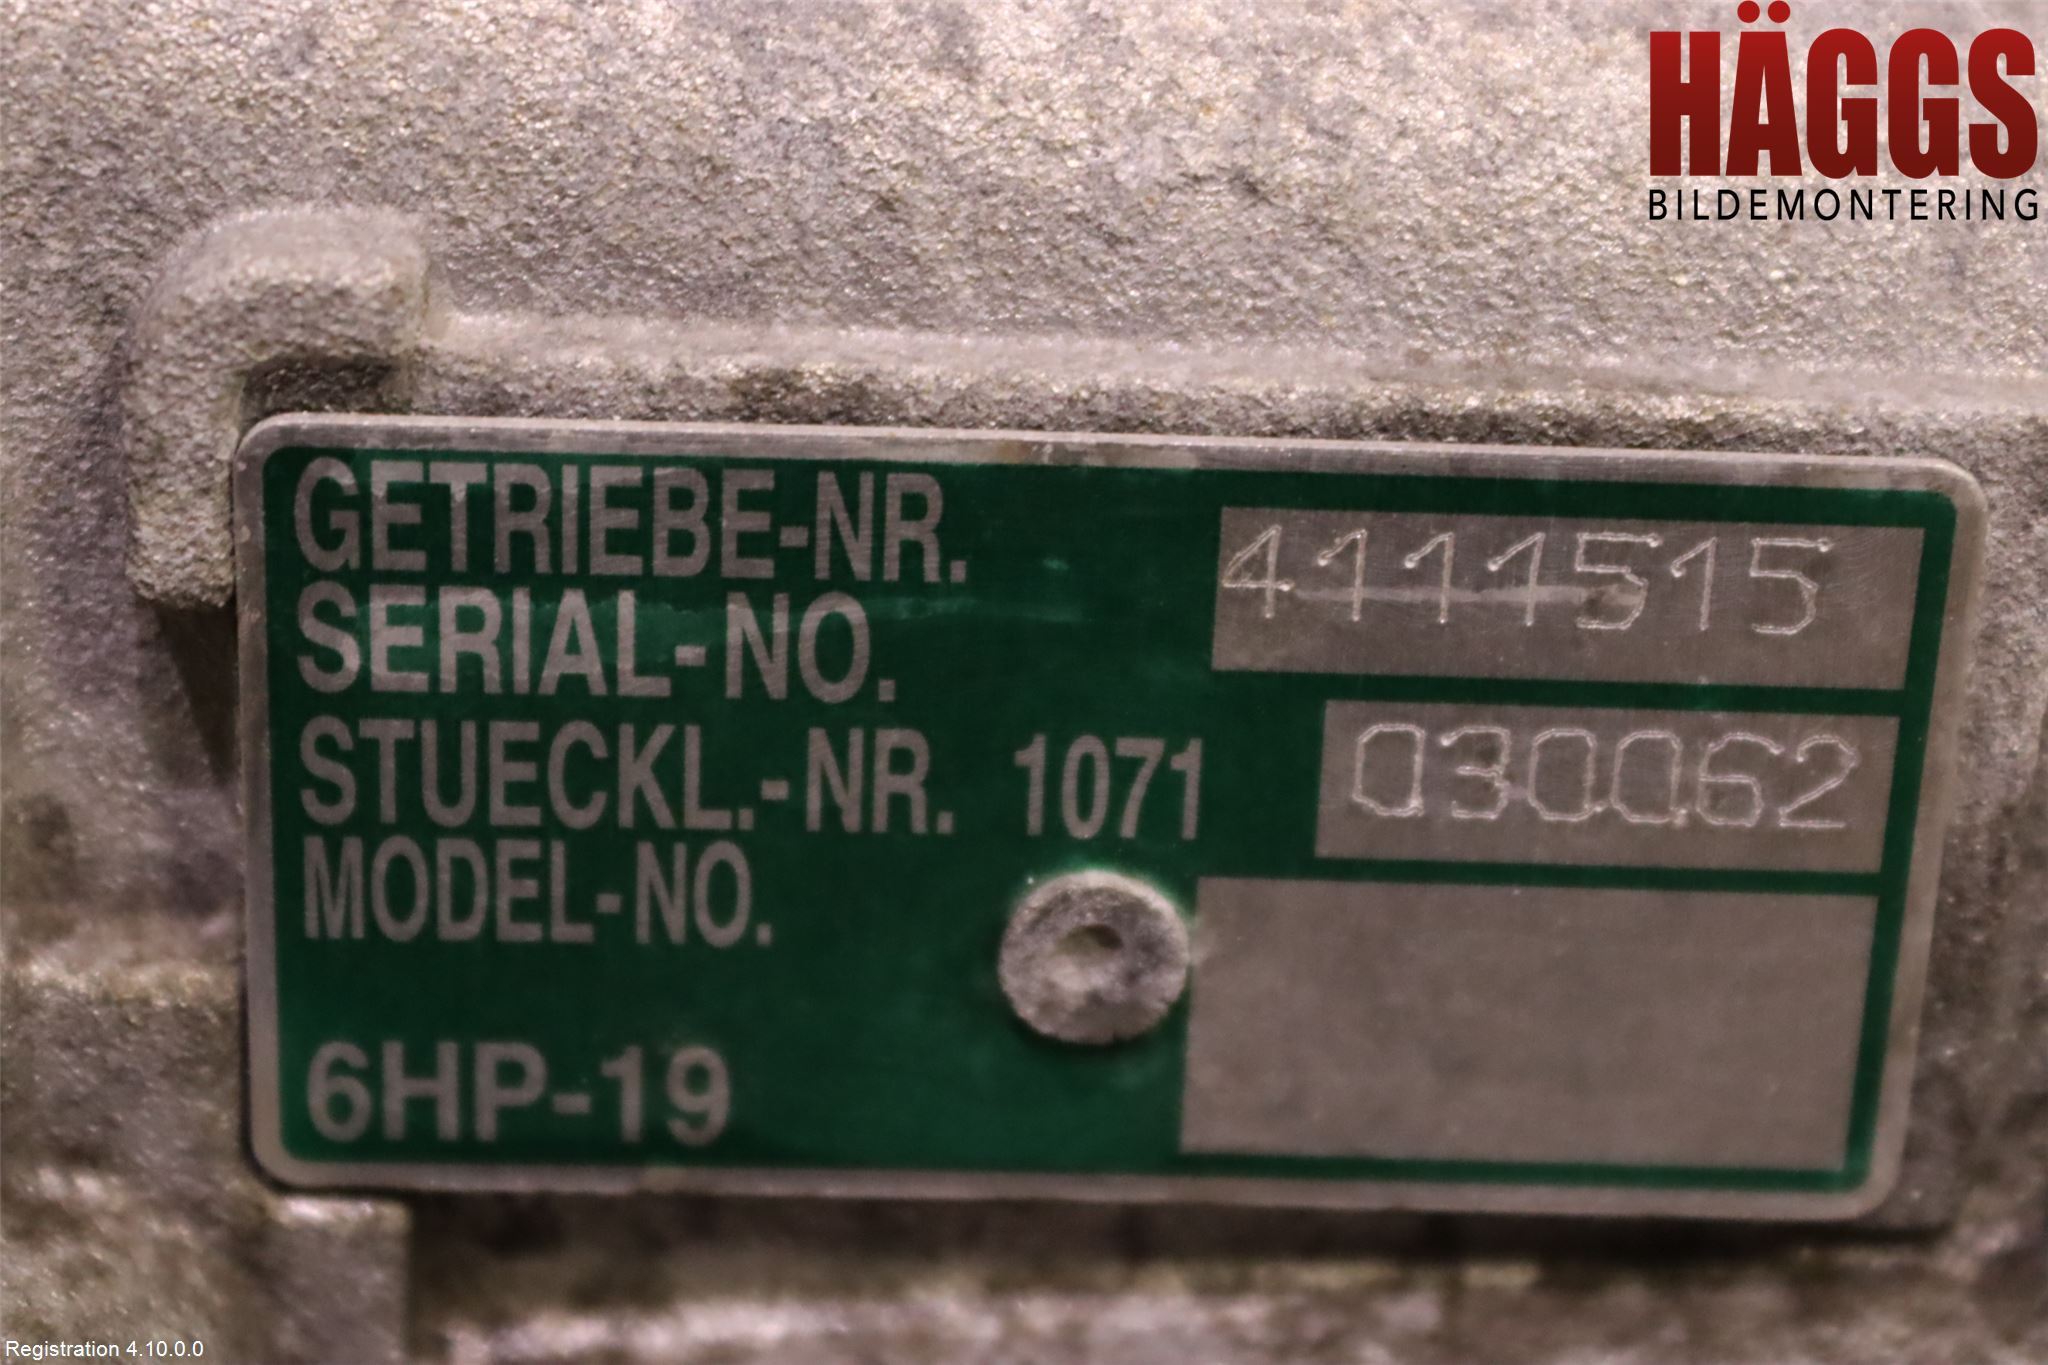 HÄGGS
BILDEMONTERING
GETRIEBE-NR.
SERIAL-NO. 4111515
STUECKL.-NR. 1071 030062
MODEL-NO.
6HP-19
Registration 4.10.0.0